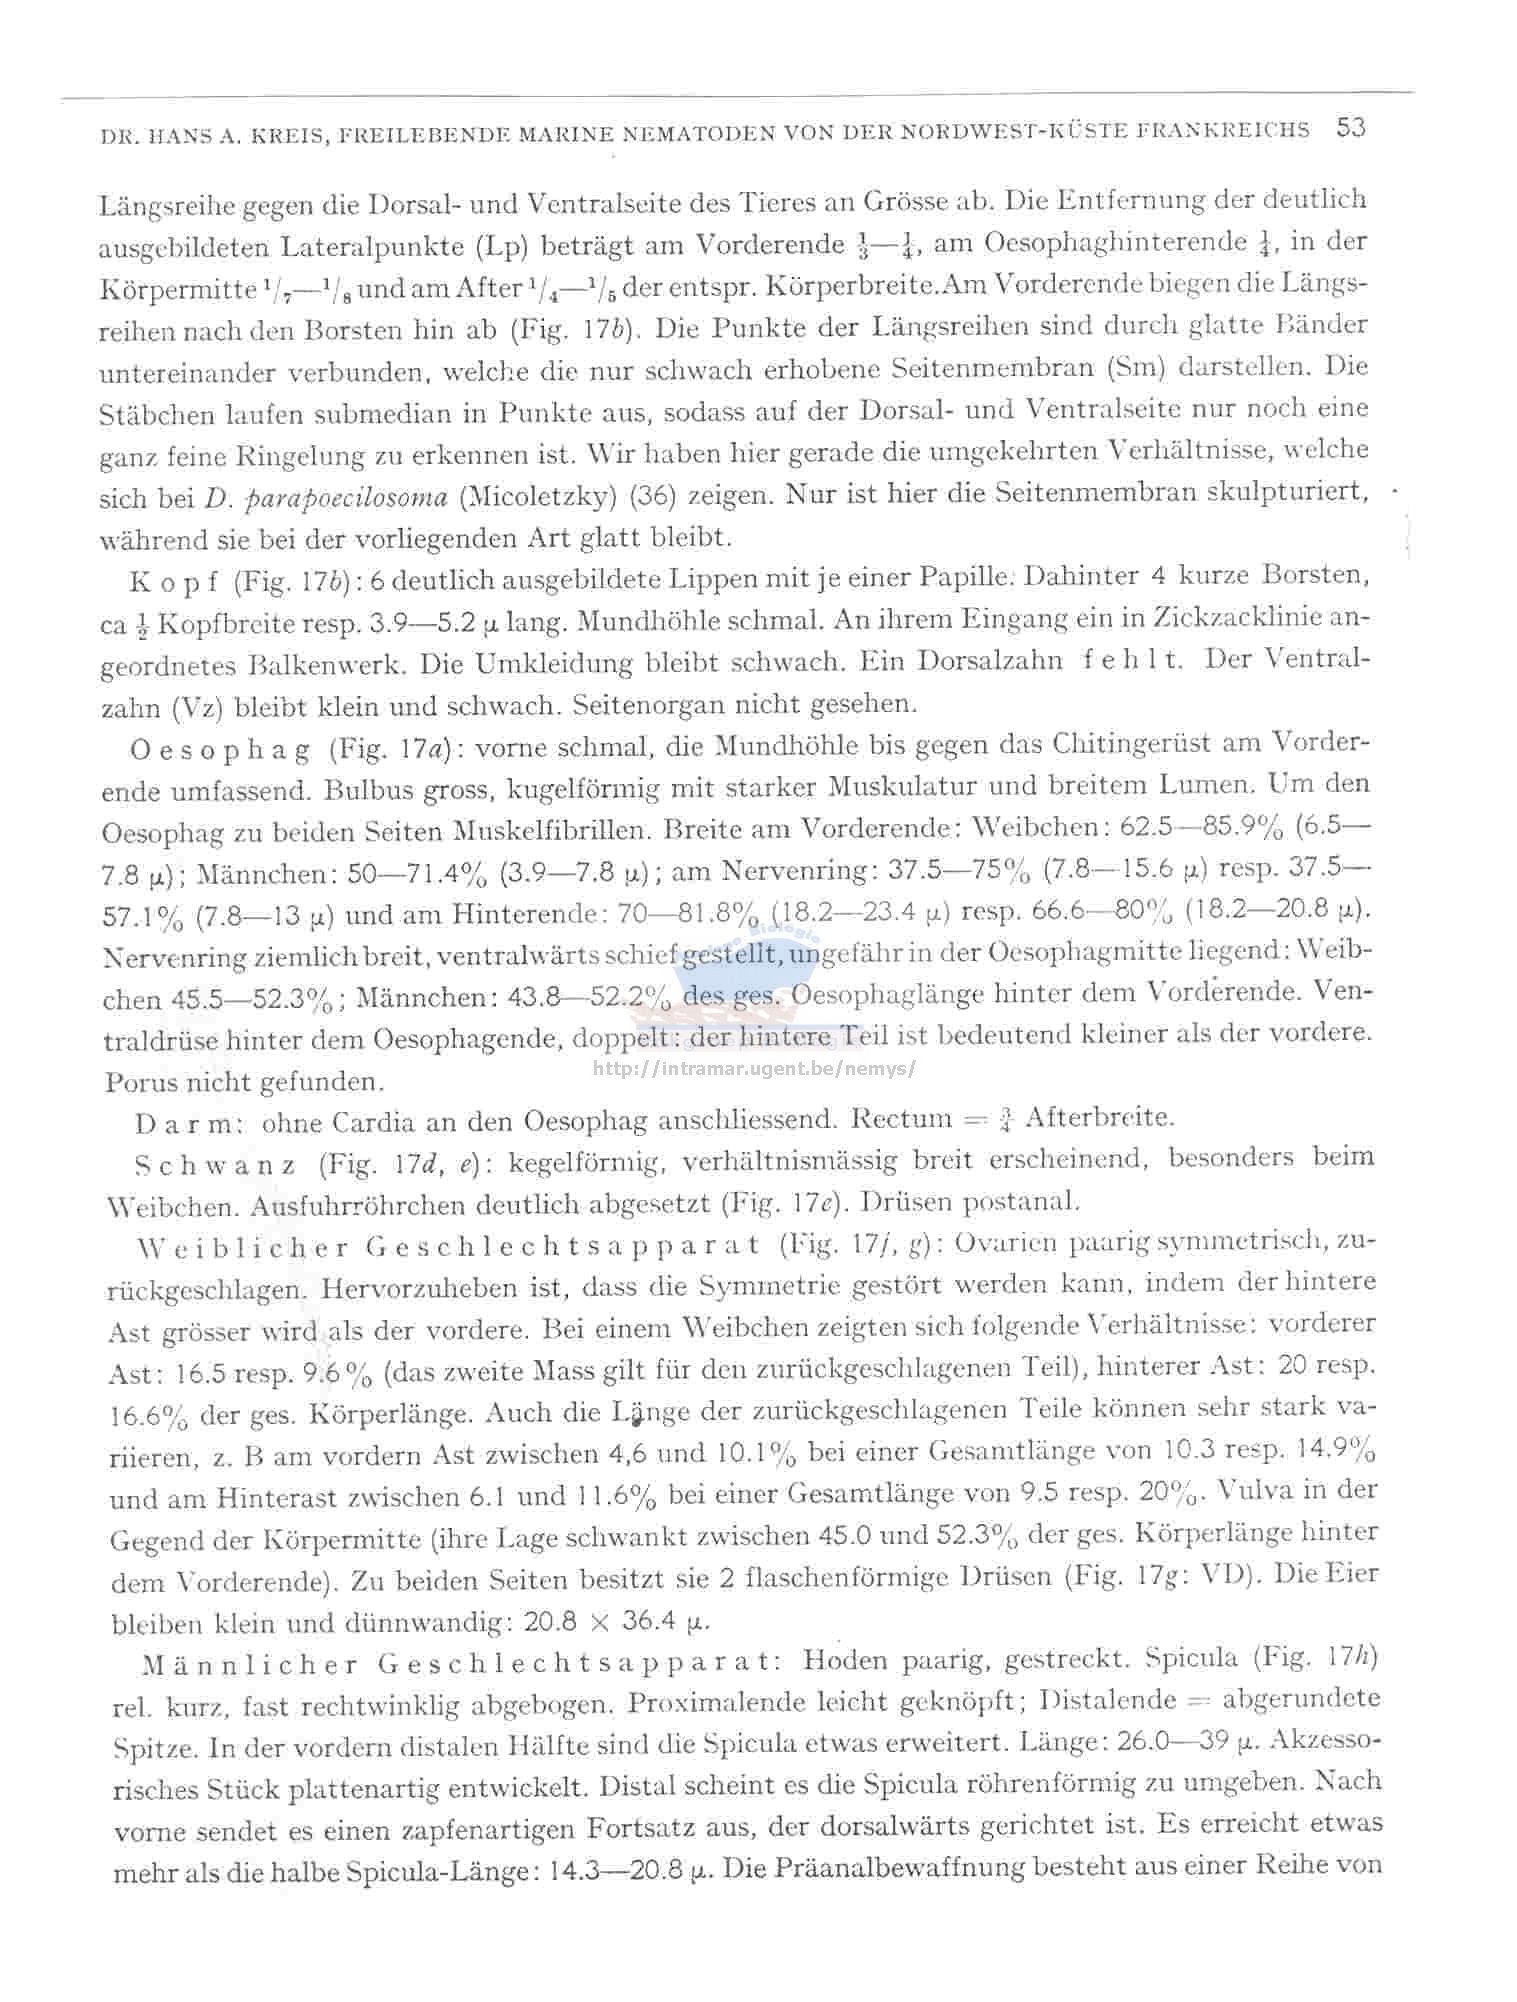 DR. HANS A. KREIS, FREILEBENDE MARINE NEMATODEN VON DER NORDWEST-KÜSTE FRANKREICHS 53
Längsreihe gegen die Dorsal- und Ventralseite des Tieres an Grösse ab. Die Entfernung der deutlich
ausgebildeten Lateralpunkte (Lp) beträgt am Vorderende ⅓—¼, am Oesophaghinterende ¼, in der
Körpermitte 1/7—1/8 und am After 1/4—1/5 der entspr. Körperbreite. Am Vorderende biegen die Längs-
reihen nach den Borsten hin ab (Fig. 17b). Die Punkte der Längsreihen sind durch glatte Bänder
untereinander verbunden, welche die nur schwach erhobene Seitenmembran (Sm) darstellen. Die
Stäbchen laufen submedian in Punkte aus, sodass auf der Dorsal- und Ventralseite nur noch eine
ganz feine Ringelung zu erkennen ist. Wir haben hier gerade die umgekehrten Verhältnisse, welche
sich bei D. parapoecilosoma (Micoletzky) (36) zeigen. Nur ist hier die Seitenmembran skulpturiert,
während sie bei der vorliegenden Art glatt bleibt.
Kopf (Fig. 17b): 6 deutlich ausgebildete Lippen mit je einer Papille. Dahinter 4 kurze Borsten,
ca ½ Kopfbreite resp. 3.9—5.2 μ lang. Mundhöhle schmal. An ihrem Eingang ein in Zickzacklinie an-
geordnetes Balkenwerk. Die Umkleidung bleibt schwach. Ein Dorsalzahn fehlt. Der Ventral-
zahn (Vz) bleibt klein und schwach. Seitenorgan nicht gesehen.
Oesophag (Fig. 17a): vorne schmal, die Mundhöhle bis gegen das Chitingerüst am Vorder-
ende umfassend. Bulbus gross, kugelförmig mit starker Muskulatur und breitem Lumen. Um den
Oesophag zu beiden Seiten Muskelfibrillen. Breite am Vorderende: Weibchen: 62.5—85.9% (6.5—
7.8 μ); Männchen: 50—71.4% (3.9—7.8 μ); am Nervenring: 37.5—75% (7.8—15.6 μ) resp. 37.5—
57.1% (7.8—13 μ) und am Hinterende: 70—81.8% (18.2—23.4 μ) resp. 66.6—80% (18.2—20.8 μ).
Nervenring ziemlich breit, ventralwärts schief gestellt, ungefähr in der Oesophagmitte liegend: Weib-
chen 45.5—52.3%; Männchen: 43.8—52.2% des ges. Oesophaglänge hinter dem Vorderende. Ven-
traldrüse hinter dem Oesophagende, doppelt: der hintere Teil ist bedeutend kleiner als der vordere.
http://intramar.ugent.be/nemys/
Porus nicht gefunden.
Darm: ohne Cardia an den Oesophag anschliessend. Rectum = ¾ Afterbreite.
Schwanz (Fig. 17d, e): kegelförmig, verhältnismässig breit erscheinend, besonders beim
Weibchen. Ausfuhrröhrchen deutlich abgesetzt (Fig. 17e). Drüsen postanal.
Weiblicher Geschlechtsapparat (Fig. 17f, g): Ovarien paarig symmetrisch, zu-
rückgeschlagen. Hervorzuheben ist, dass die Symmetrie gestört werden kann, indem der hintere
Ast grösser wird als der vordere. Bei einem Weibchen zeigten sich folgende Verhältnisse: vorderer
Ast: 16.5 resp. 9.6% (das zweite Mass gilt für den zurückgeschlagenen Teil), hinterer Ast: 20 resp.
16.6% der ges. Körperlänge. Auch die Länge der zurückgeschlagenen Teile können sehr stark va-
riieren, z. B am vordern Ast zwischen 4,6 und 10.1% bei einer Gesamtlänge von 10.3 resp. 14.9%
und am Hinterast zwischen 6.1 und 11.6% bei einer Gesamtlänge von 9.5 resp. 20%. Vulva in der
Gegend der Körpermitte (ihre Lage schwankt zwischen 45.0 und 52.3% der ges. Körperlänge hinter
dem Vorderende). Zu beiden Seiten besitzt sie 2 flaschenförmige Drüsen (Fig. 17g: VD). Die Eier
bleiben klein und dünnwandig: 20.8 × 36.4 μ.
Männlicher Geschlechtsapparat: Hoden paarig, gestreckt. Spicula (Fig. 17h)
rel. kurz, fast rechtwinklig abgebogen. Proximalende leicht geknöpft; Distalende = abgerundete
Spitze. In der vordern distalen Hälfte sind die Spicula etwas erweitert. Länge: 26.0—39 μ. Akzesso-
risches Stück plattenartig entwickelt. Distal scheint es die Spicula röhrenförmig zu umgeben. Nach
vorne sendet es einen zapfenartigen Fortsatz aus, der dorsalwärts gerichtet ist. Es erreicht etwas
mehr als die halbe Spicula-Länge: 14.3—20.8 μ. Die Präanalbewaffnung besteht aus einer Reihe von